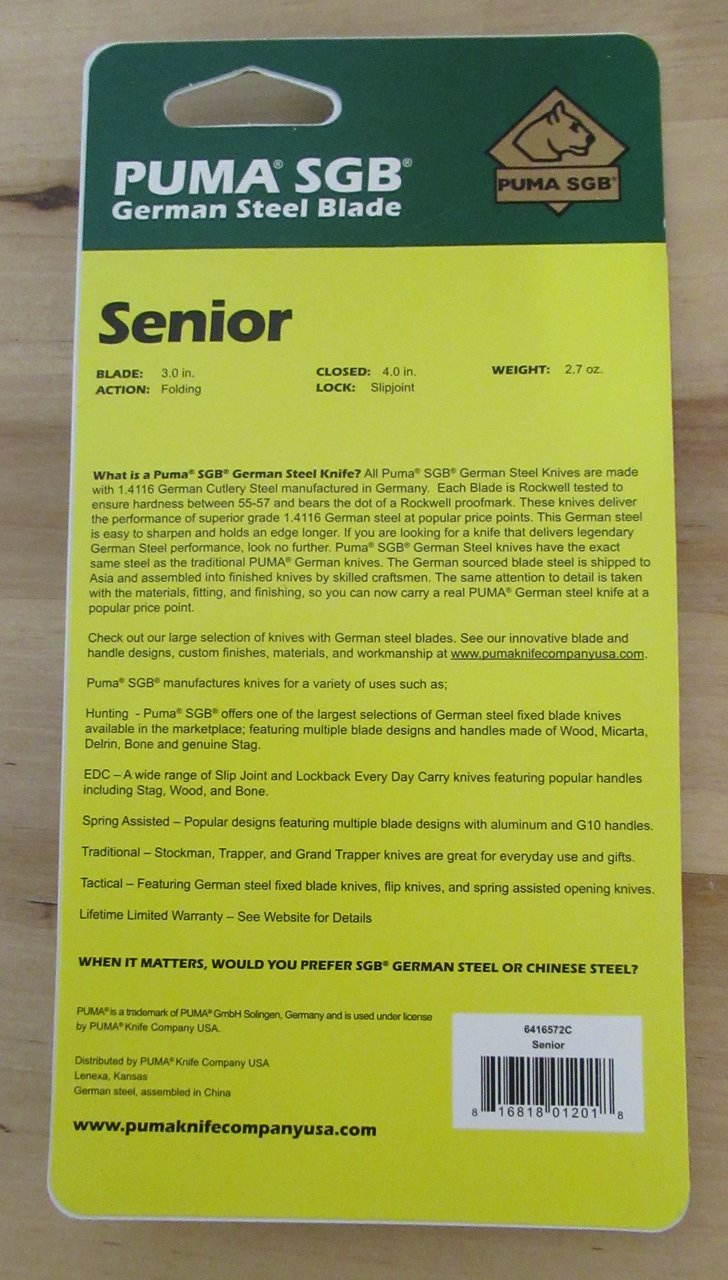 PUMA® SGB®
German Steel Blade
PUMA SGB®
Senior
BLADE: 3.0 in. CLOSED: 4.0 in. WEIGHT: 2.7 oz.
ACTION: Folding LOCK: Slipjoint
What is a Puma® SGB® German Steel Knife? All Puma® SGB® German Steel Knives are made
with 1.4116 German Cutlery Steel manufactured in Germany. Each Blade is Rockwell tested to
ensure hardness between 55-57 and bears the dot of a Rockwell proofmark. These knives deliver
the performance of superior grade 1.4116 German steel at popular price points. This German steel
is easy to sharpen and holds an edge longer. If you are looking for a knife that delivers legendary
German Steel performance, look no further. Puma® SGB® German Steel knives have the exact
same steel as the traditional PUMA® German knives. The German sourced blade steel is shipped to
Asia and assembled into finished knives by skilled craftsmen. The same attention to detail is taken
with the materials, fitting, and finishing, so you can now carry a real PUMA® German steel knife at a
popular price point.
Check out our large selection of knives with German steel blades. See our innovative blade and
handle designs, custom finishes, materials, and workmanship at www.pumaknifecompanyusa.com.
Puma® SGB® manufactures knives for a variety of uses such as;
Hunting - Puma® SGB® offers one of the largest selections of German steel fixed blade knives
available in the marketplace; featuring multiple blade designs and handles made of Wood, Micarta,
Delrin, Bone and genuine Stag.
EDC – A wide range of Slip Joint and Lockback Every Day Carry knives featuring popular handles
including Stag, Wood, and Bone.
Spring Assisted – Popular designs featuring multiple blade designs with aluminum and G10 handles.
Traditional – Stockman, Trapper, and Grand Trapper knives are great for everyday use and gifts.
Tactical – Featuring German steel fixed blade knives, flip knives, and spring assisted opening knives.
Lifetime Limited Warranty – See Website for Details
WHEN IT MATTERS, WOULD YOU PREFER SGB® GERMAN STEEL OR CHINESE STEEL?
PUMA® is a trademark of PUMA® GmbH Solingen, Germany and is used under license
by PUMA® Knife Company USA.
Distributed by PUMA® Knife Company USA
Lenexa, Kansas
German steel, assembled in China
www.pumaknifecompanyusa.com
6416572C
Senior
8 16818 01201 8